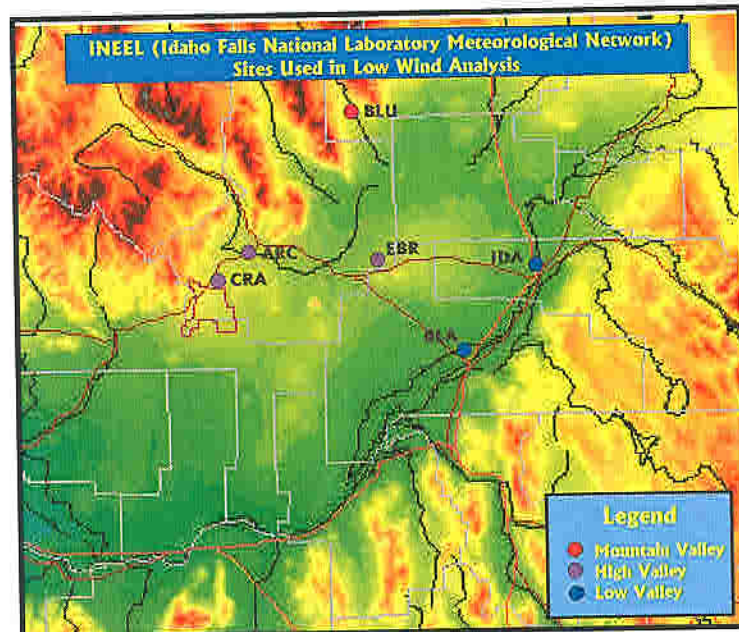 INEEL (Idaho Falls National Laboratory Meteorological Network)
Sites Used in Low Wind Analysis
BLU
ARC
EBR
IDA
CRA
BLA
Legend
Mountain Valley
High Valley
Low Valley